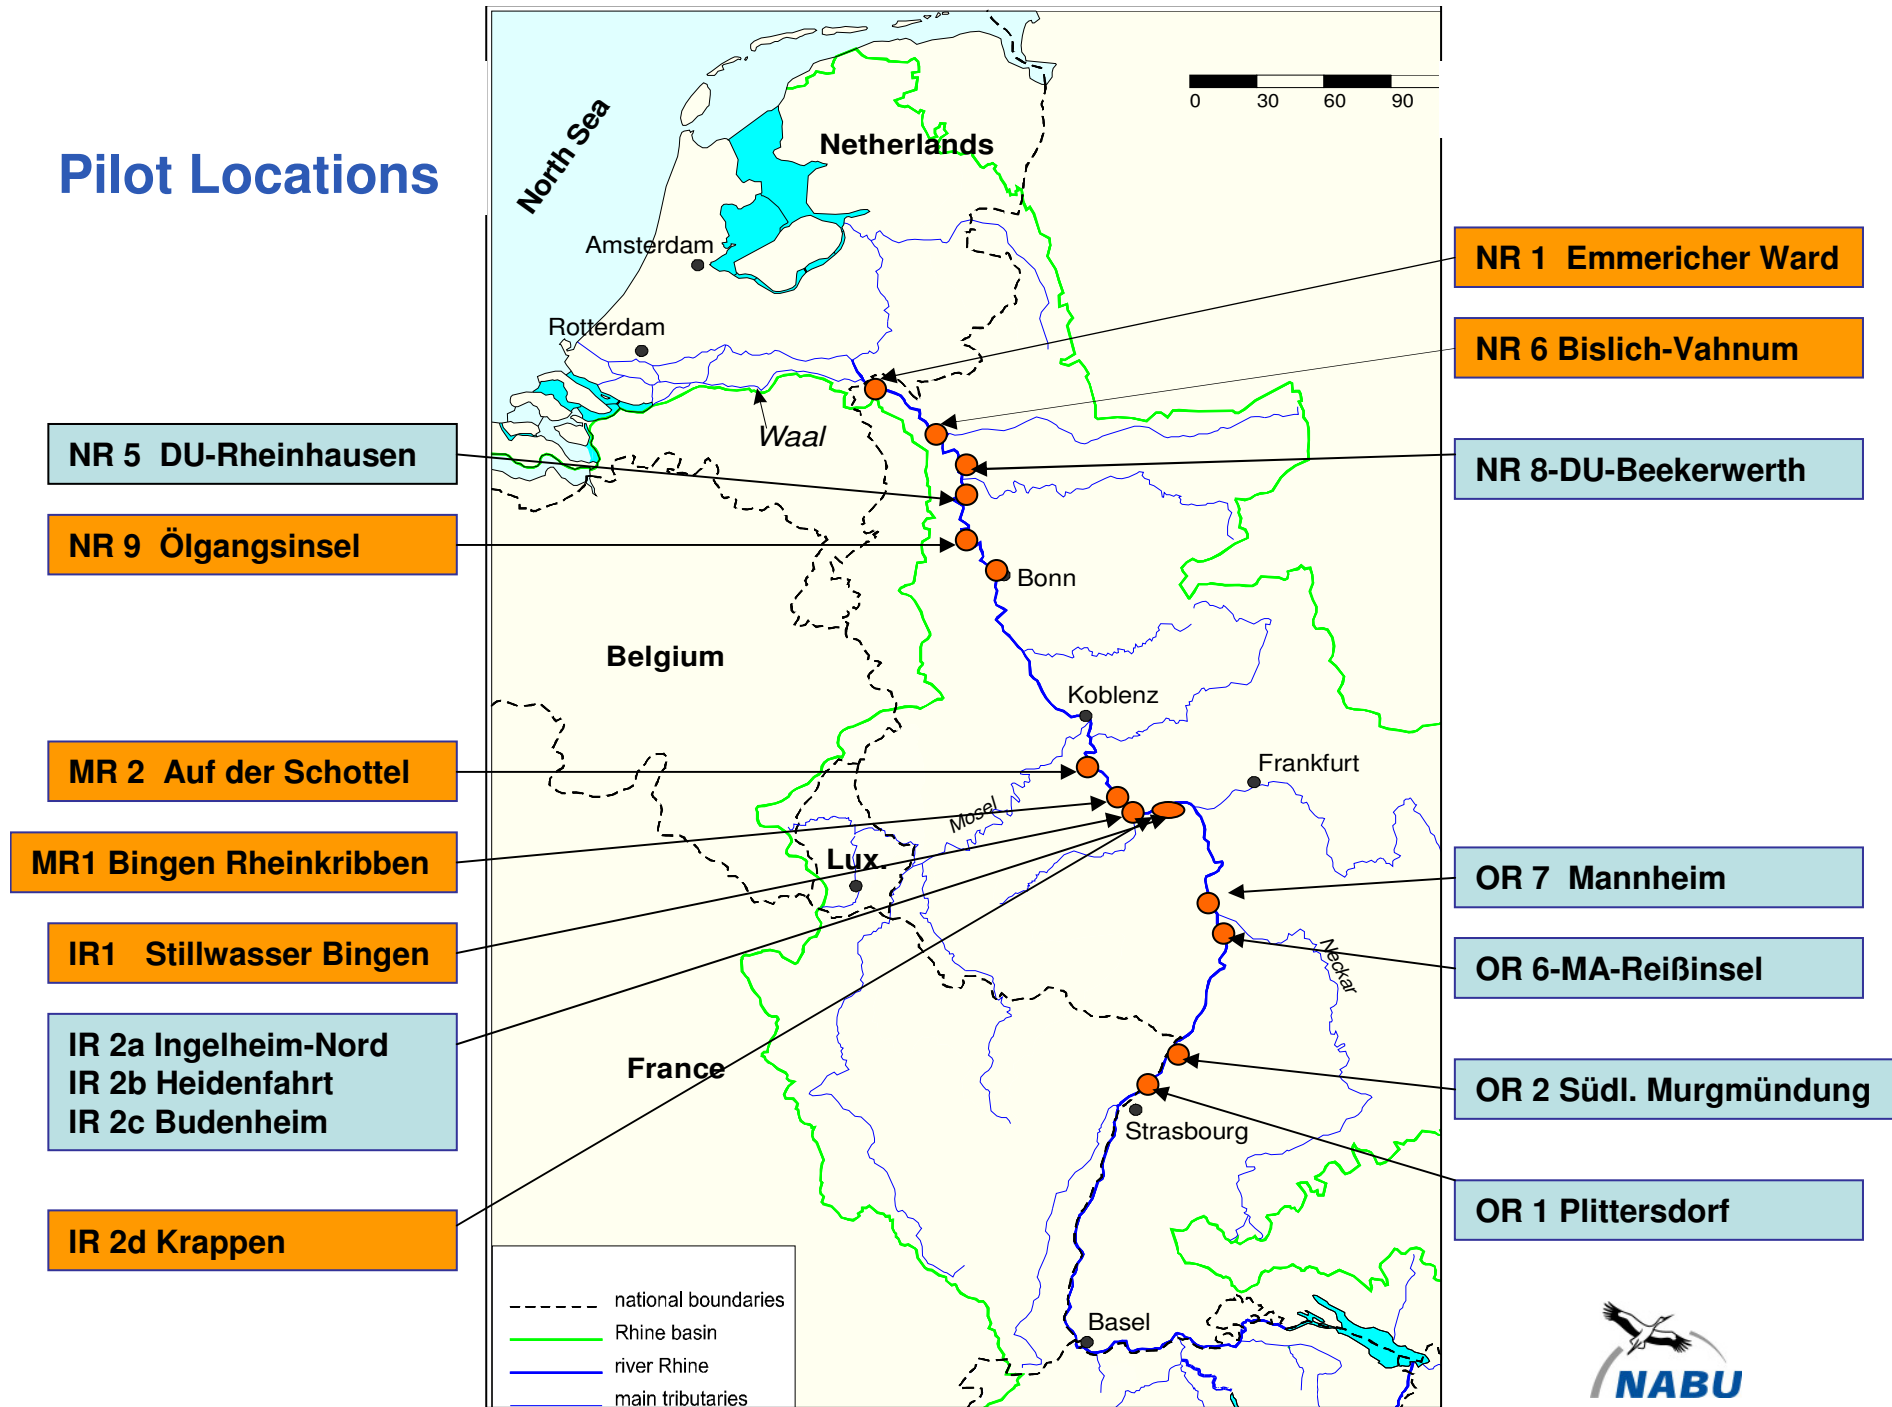 Pilot Locations
North Sea
Netherlands
0 30 60 90
Amsterdam
Rotterdam
Waal
Bonn
Belgium
Koblenz
Frankfurt
Mosel
Lux.
Neckar
France
Strasbourg
Basel
NR 5 DU-Rheinhausen
NR 9 Ölgangsinsel
MR 2 Auf der Schottel
MR1 Bingen Rheinkribben
IR1 Stillwasser Bingen
IR 2a Ingelheim-Nord
IR 2b Heidenfahrt
IR 2c Budenheim
IR 2d Krappen
NR 1 Emmericher Ward
NR 6 Bislich-Vahnum
NR 8-DU-Beekerwerth
OR 7 Mannheim
OR 6-MA-Reißinsel
OR 2 Südl. Murgmündung
OR 1 Plittersdorf
national boundaries
Rhine basin
river Rhine
main tributaries
NABU